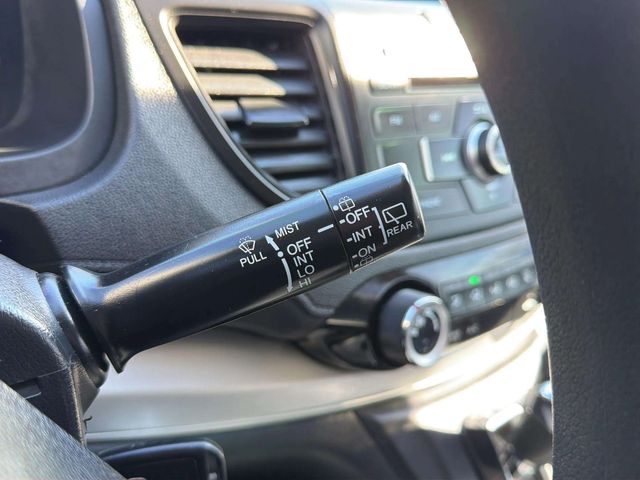 MIST
PULL
OFF
INT
LO
HI
OFF
INT
ON
REAR